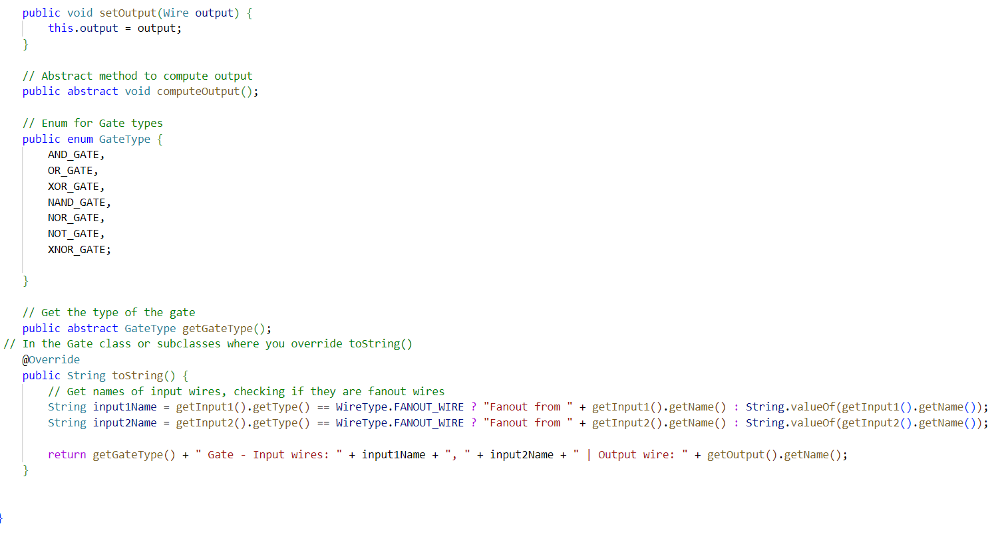 public void setOutput(Wire output) {
this.output = output;
}
// Abstract method to compute output
public abstract void computeOutput();
// Enum for Gate types
public enum GateType {
AND_GATE,
OR_GATE,
XOR_GATE,
NAND_GATE,
NOR_GATE,
NOT_GATE,
XNOR_GATE;
}
// Get the type of the gate
public abstract GateType getGateType();
// In the Gate class or subclasses where you override toString()
@Override
public String toString() {
// Get names of input wires, checking if they are fanout wires
String input1Name = getInput1().getType() == WireType.FANOUT_WIRE ? "Fanout from " + getInput1().getName() : String.valueOf(getInput1().getName());
String input2Name = getInput2().getType() == WireType.FANOUT_WIRE ? "Fanout from " + getInput2().getName() : String.valueOf(getInput2().getName());
return getGateType() + " Gate - Input wires: " + input1Name + ", " + input2Name + " | Output wire: " + getOutput().getName();
}
}